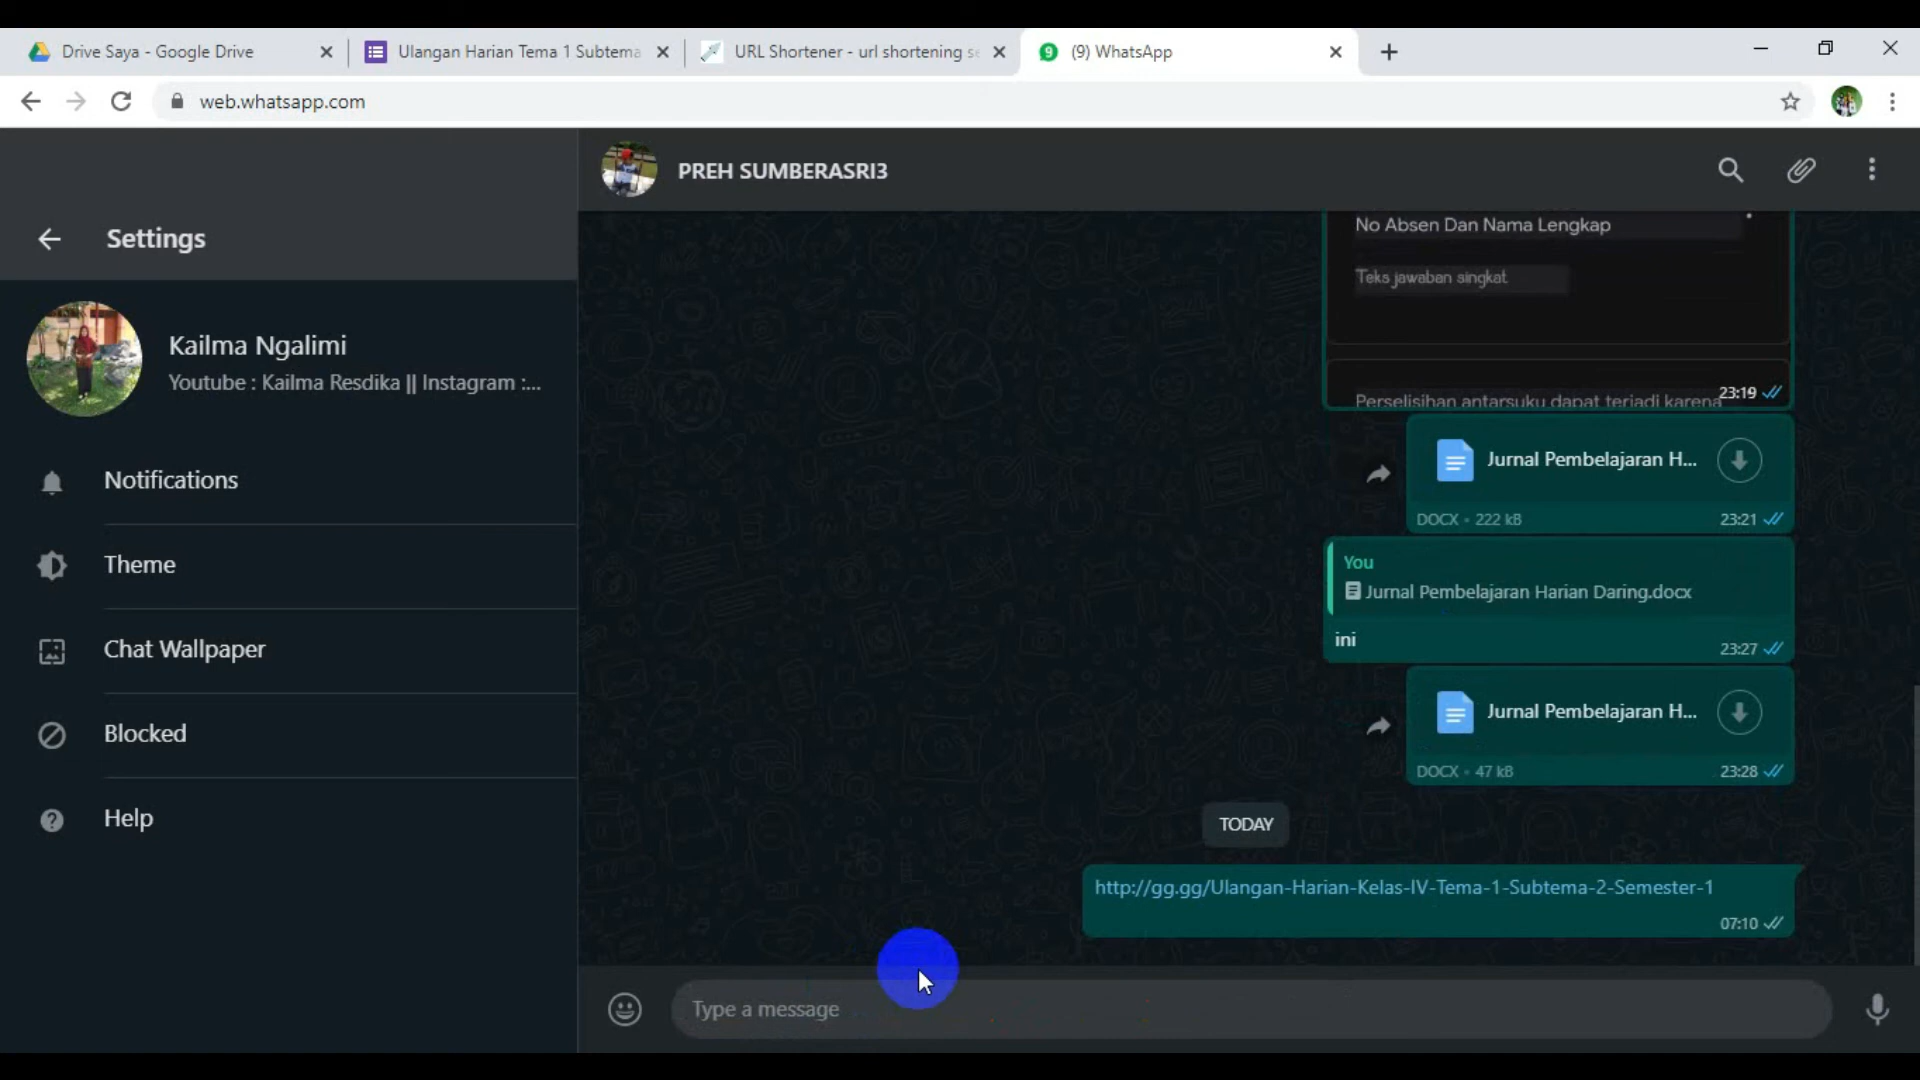 Drive Saya - Google Drive
Ulangan Harian Tema 1 Subtema
URL Shortener - url shortening se
9
(9) WhatsApp
web.whatsapp.com
PREH SUMBERASRI3
Settings
Kailma Ngalimi
Youtube : Kailma Resdika || Instagram :...
Notifications
Theme
Chat Wallpaper
Blocked
Help
No Absen Dan Nama Lengkap
Teks jawaban singkat
Perselisihan antarsuku dapat terjadi karena
23:19
Jurnal Pembelajaran H...
DOCX • 222 kB
23:21
You
Jurnal Pembelajaran Harian Daring.docx
ini
23:27
Jurnal Pembelajaran H...
DOCX • 47 kB
23:28
TODAY
http://gg.gg/Ulangan-Harian-Kelas-IV-Tema-1-Subtema-2-Semester-1
07:10
Type a message